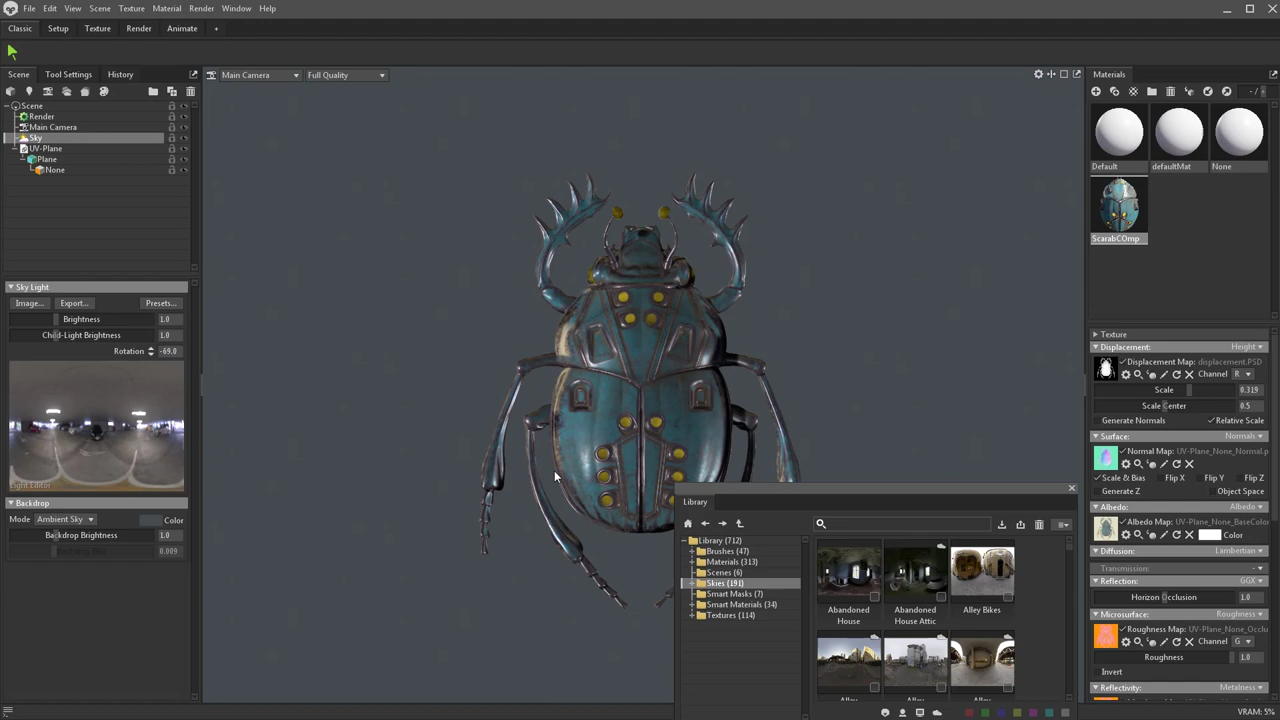 File Edit View Scene Texture Material Render Window Help
Classic Setup Texture Render Animate +
Scene Tool Settings History
Scene
Render
Main Camera
Sky
UV-Plane
Plane
None
Sky Light
Image... Export... Presets...
Brightness 1.0
Child-Light Brightness 1.0
Rotation -69.0
Light Editor
Backdrop
Mode Ambient Sky Color
Backdrop Brightness 1.0
Backdrop Blur 0.009
Main Camera Full Quality
Library
Library (712)
Brushes (47)
Materials (313)
Scenes (6)
Skies (191)
Smart Masks (7)
Smart Materials (34)
Textures (114)
Abandoned House
Abandoned House Attic
Alley Bikes
Materials
- /
Default defaultMat None
ScarabCOmp
Texture
Displacement: Height
Displacement Map: displacement.PSD
Channel R
Scale 0.319
Scale Center 0.5
Generate Normals Relative Scale
Surface: Normals
Normal Map: UV-Plane_None_Normal.p
Scale & Bias Flip X Flip Y Flip Z
Generate Z Object Space
Albedo: Albedo
Albedo Map: UV-Plane_None_BaseColor
Color
Diffusion: Lambertian
Transmission: -
Reflection: GGX
Horizon Occlusion 1.0
Microsurface: Roughness
Roughness Map: UV-Plane_None_Occlu
Channel G
Roughness 1.0
Invert
Reflectivity: Metalness
VRAM: 5%